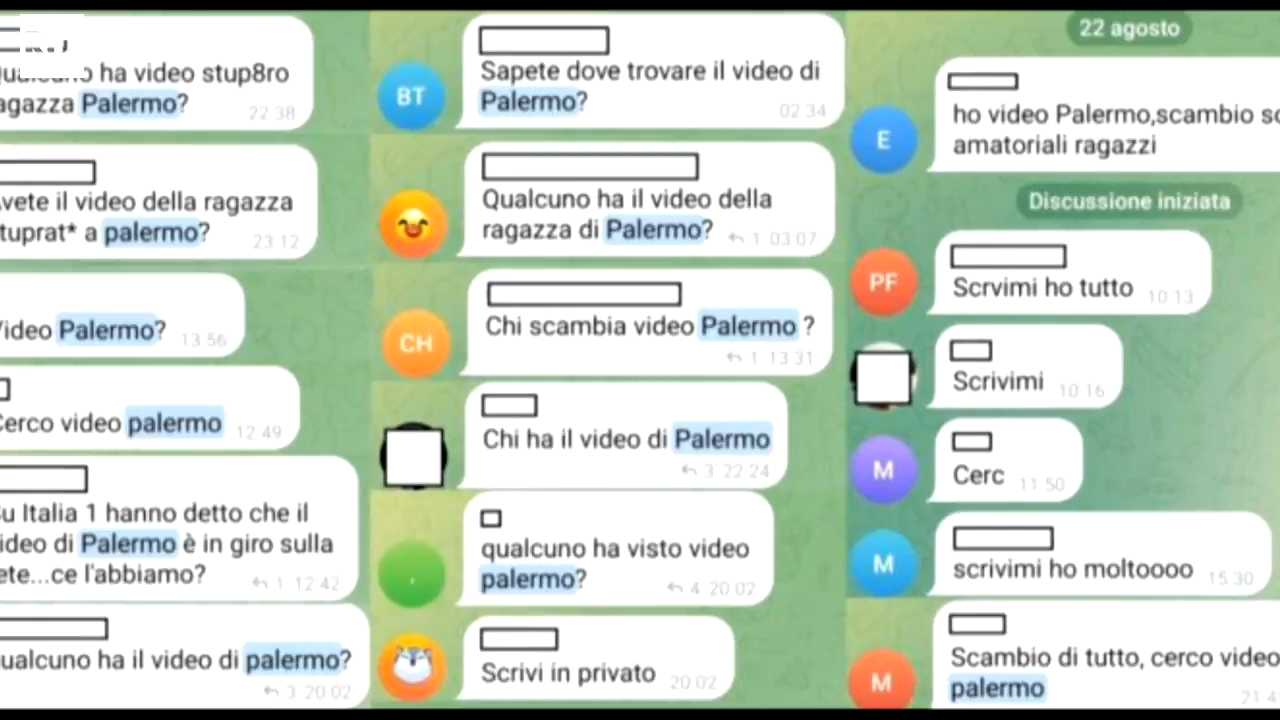 ha video stup8ro
agazza Palermo?
22 38
vete il video della ragazza
tuprat* a palermo?
23 12
ideo Palermo?
13 56
Cerco video palermo
12 49
u Italia 1 hanno detto che il
ideo di Palermo è in giro sulla
ete...ce l'abbiamo?
1 12 42
ualcuno ha il video di palermo?
3 20 02
BT
Sapete dove trovare il video di
Palermo?
02 34
Qualcuno ha il video della
ragazza di Palermo?
1 03 07
CH
Chi scambia video Palermo ?
1 13 31
Chi ha il video di Palermo
3 22 24
qualcuno ha visto video
palermo?
4 20 02
Scrivi in privato
20 02
22 agosto
E
ho video Palermo,scambio so
amatoriali ragazzi
Discussione iniziata
PF
Scrvimi ho tutto
10 13
Scrivimi
10 16
M
Cerc
11 50
M
scrivimi ho moltoooo
15 30
M
Scambio di tutto, cerco video
palermo
21 4